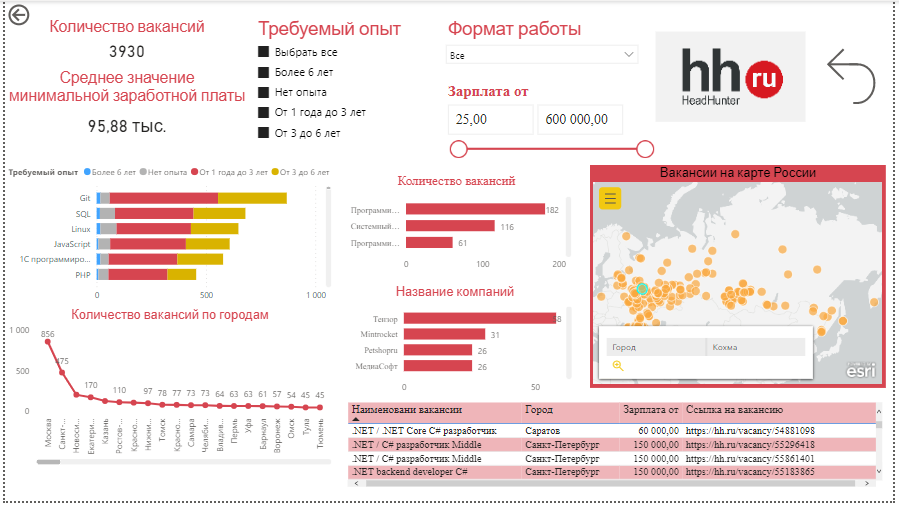 Количество вакансий
3930
Среднее значение
минимальной заработной платы
95,88 тыс.
Требуемый опыт
Выбрать все
Более 6 лет
Нет опыта
От 1 года до 3 лет
От 3 до 6 лет
Формат работы
Все
Зарплата от
25,00
600 000,00
hh ru
HeadHunter
Требуемый опыт Более 6 лет Нет опыта От 1 года до 3 лет От 3 до 6 лет
Git
SQL
Linux
JavaScript
1С программиро...
PHP
0 500 1 000
Количество вакансий
Программи... 182
Системный... 116
Программи... 61
0 100 200
Название компаний
Тензор 58
Mintrocket 31
Petshopru 26
МедиаСофт 26
0 50
Вакансии на карте России
Город Кохма
esri
Количество вакансий по городам
1 000
500
0
856 475 170 110 97 78 77 73 73 64 63 63 61 57 54 45 45
Москва
Санкт-...
Новоси...
Екатери...
Казань
Ростов-...
Красно...
Нижни...
Томск
Красно...
Самара
Челяби...
Владив...
Пермь
Уфа
Барнаул
Воронеж
Омск
Тула
Тюмень
Наименовани вакансии Город Зарплата от Ссылка на вакансию
.NET / .NET Core C# разработчик Саратов 60 000,00 https://hh.ru/vacancy/54881098
.NET / C# разработчик Middle Санкт-Петербург 150 000,00 https://hh.ru/vacancy/55296418
.NET / C# разработчик Middle Санкт-Петербург 150 000,00 https://hh.ru/vacancy/55861401
.NET backend developer C# Санкт-Петербург 150 000,00 https://hh.ru/vacancy/55183865